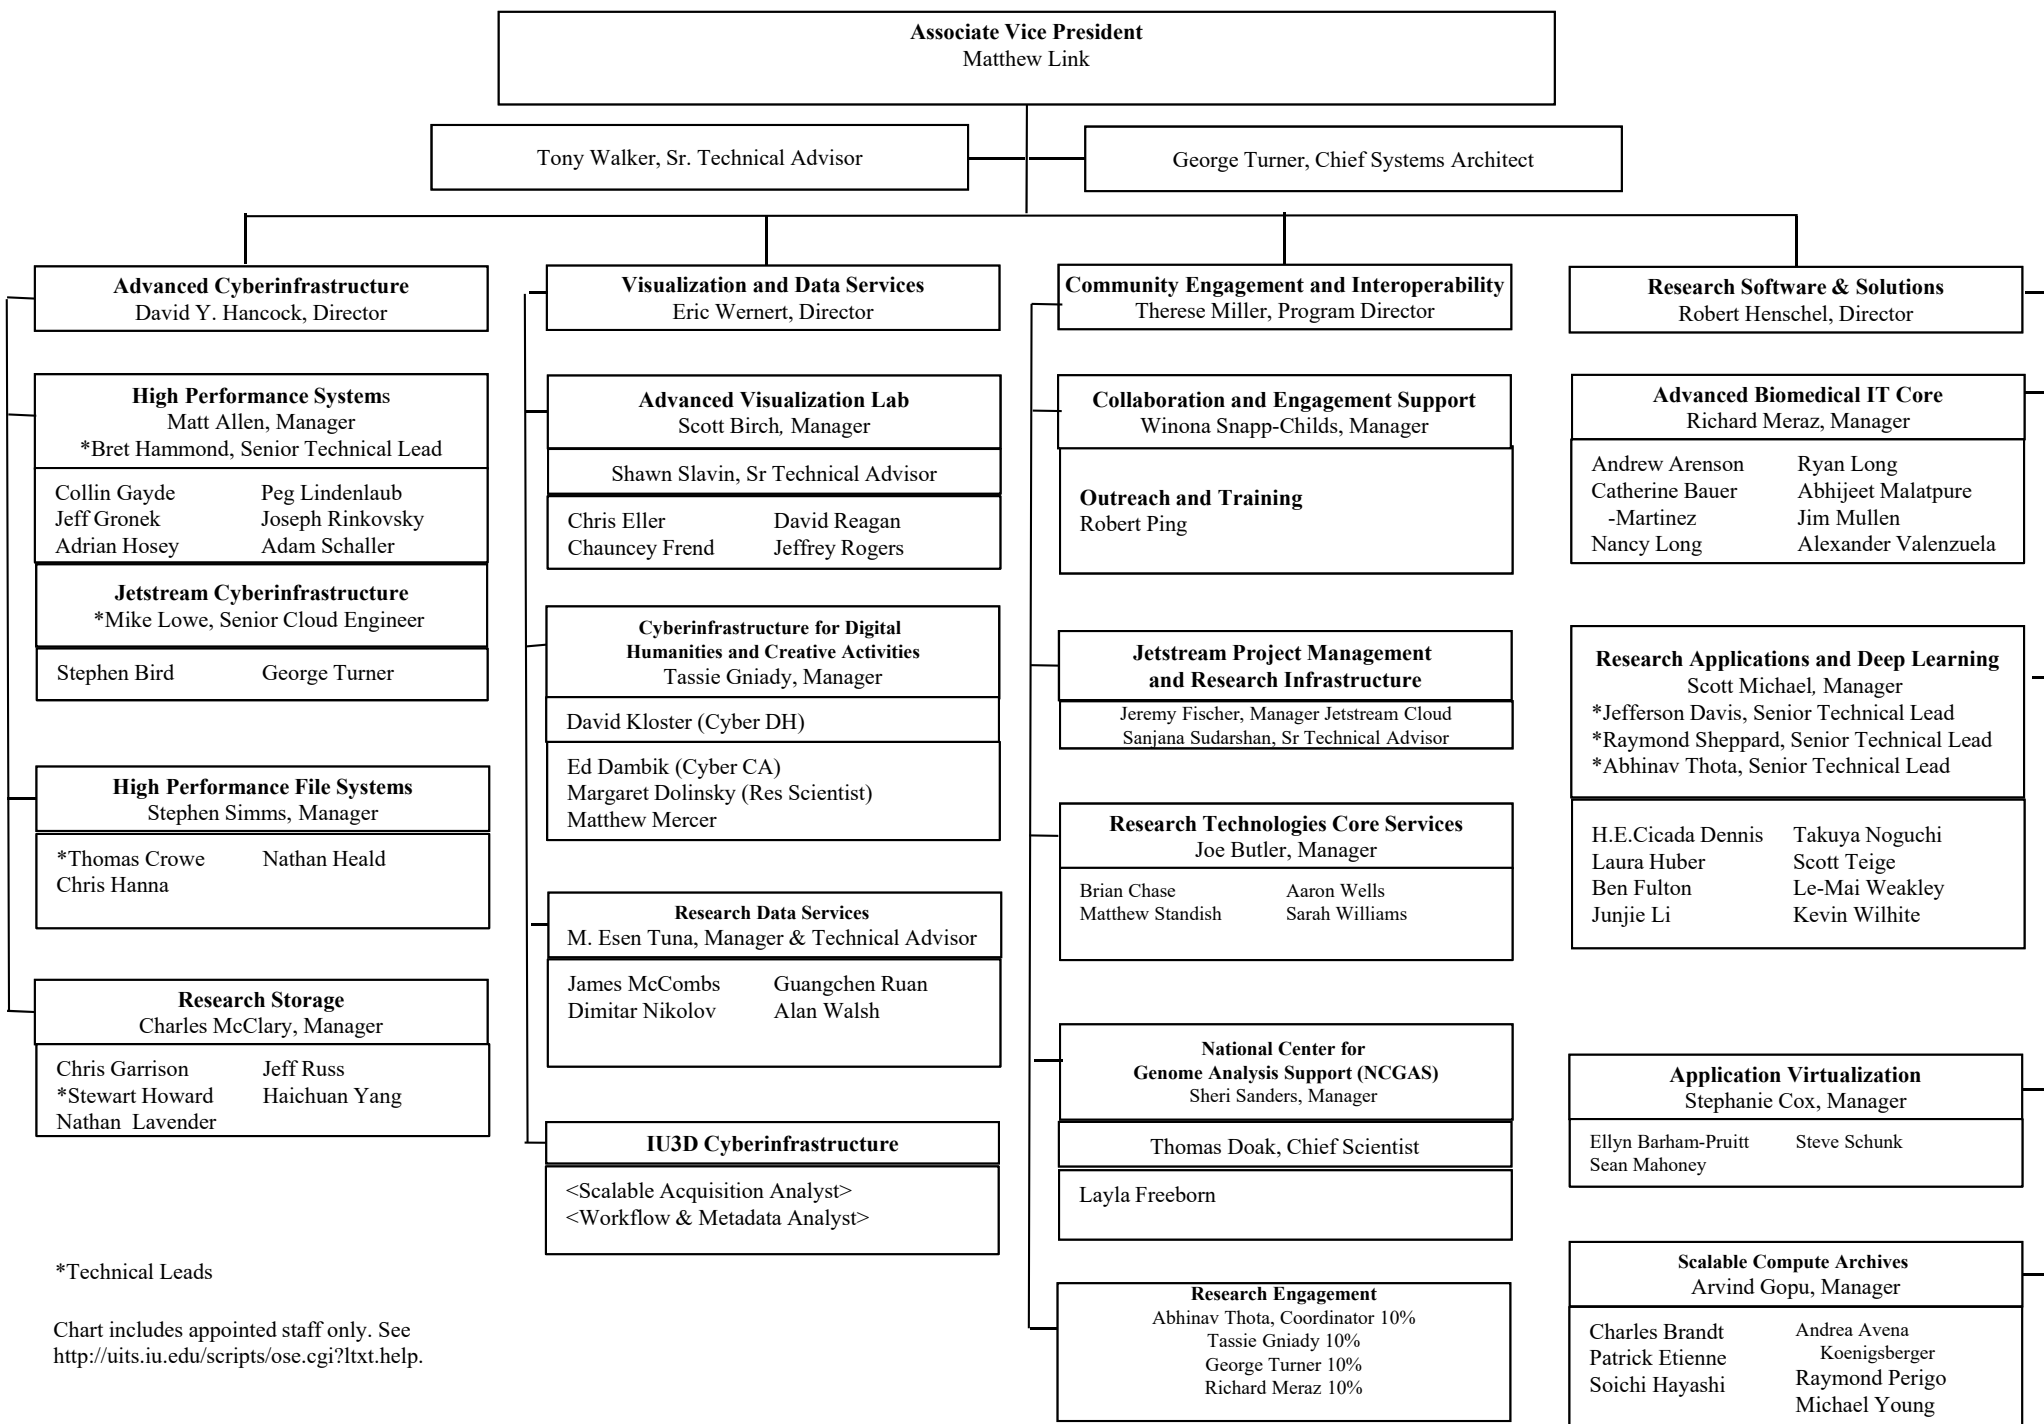 Associate Vice President
Matthew Link
Tony Walker, Sr. Technical Advisor
George Turner, Chief Systems Architect
Advanced Cyberinfrastructure
David Y. Hancock, Director
High Performance Systems
Matt Allen, Manager
*Bret Hammond, Senior Technical Lead
Collin Gayde
Jeff Gronek
Adrian Hosey
Peg Lindenlaub
Joseph Rinkovsky
Adam Schaller
Jetstream Cyberinfrastructure
*Mike Lowe, Senior Cloud Engineer
Stephen Bird
George Turner
High Performance File Systems
Stephen Simms, Manager
*Thomas Crowe
Chris Hanna
Nathan Heald
Research Storage
Charles McClary, Manager
Chris Garrison
*Stewart Howard
Nathan Lavender
Jeff Russ
Haichuan Yang
*Technical Leads
Chart includes appointed staff only. See
http://uits.iu.edu/scripts/ose.cgi?ltxt.help.
Visualization and Data Services
Eric Wernert, Director
Advanced Visualization Lab
Scott Birch, Manager
Shawn Slavin, Sr Technical Advisor
Chris Eller
Chauncey Frend
David Reagan
Jeffrey Rogers
Cyberinfrastructure for Digital
Humanities and Creative Activities
Tassie Gniady, Manager
David Kloster (Cyber DH)
Ed Dambik (Cyber CA)
Margaret Dolinsky (Res Scientist)
Matthew Mercer
Research Data Services
M. Esen Tuna, Manager & Technical Advisor
James McCombs
Dimitar Nikolov
Guangchen Ruan
Alan Walsh
IU3D Cyberinfrastructure
<Scalable Acquisition Analyst>
<Workflow & Metadata Analyst>
Community Engagement and Interoperability
Therese Miller, Program Director
Collaboration and Engagement Support
Winona Snapp-Childs, Manager
Outreach and Training
Robert Ping
Jetstream Project Management
and Research Infrastructure
Jeremy Fischer, Manager Jetstream Cloud
Sanjana Sudarshan, Sr Technical Advisor
Research Technologies Core Services
Joe Butler, Manager
Brian Chase
Matthew Standish
Aaron Wells
Sarah Williams
National Center for
Genome Analysis Support (NCGAS)
Sheri Sanders, Manager
Thomas Doak, Chief Scientist
Layla Freeborn
Research Engagement
Abhinav Thota, Coordinator 10%
Tassie Gniady 10%
George Turner 10%
Richard Meraz 10%
Research Software & Solutions
Robert Henschel, Director
Advanced Biomedical IT Core
Richard Meraz, Manager
Andrew Arenson
Catherine Bauer
-Martinez
Nancy Long
Ryan Long
Abhijeet Malatpure
Jim Mullen
Alexander Valenzuela
Research Applications and Deep Learning
Scott Michael, Manager
*Jefferson Davis, Senior Technical Lead
*Raymond Sheppard, Senior Technical Lead
*Abhinav Thota, Senior Technical Lead
H.E.Cicada Dennis
Laura Huber
Ben Fulton
Junjie Li
Takuya Noguchi
Scott Teige
Le-Mai Weakley
Kevin Wilhite
Application Virtualization
Stephanie Cox, Manager
Ellyn Barham-Pruitt
Sean Mahoney
Steve Schunk
Scalable Compute Archives
Arvind Gopu, Manager
Charles Brandt
Patrick Etienne
Soichi Hayashi
Andrea Avena
Koenigsberger
Raymond Perigo
Michael Young